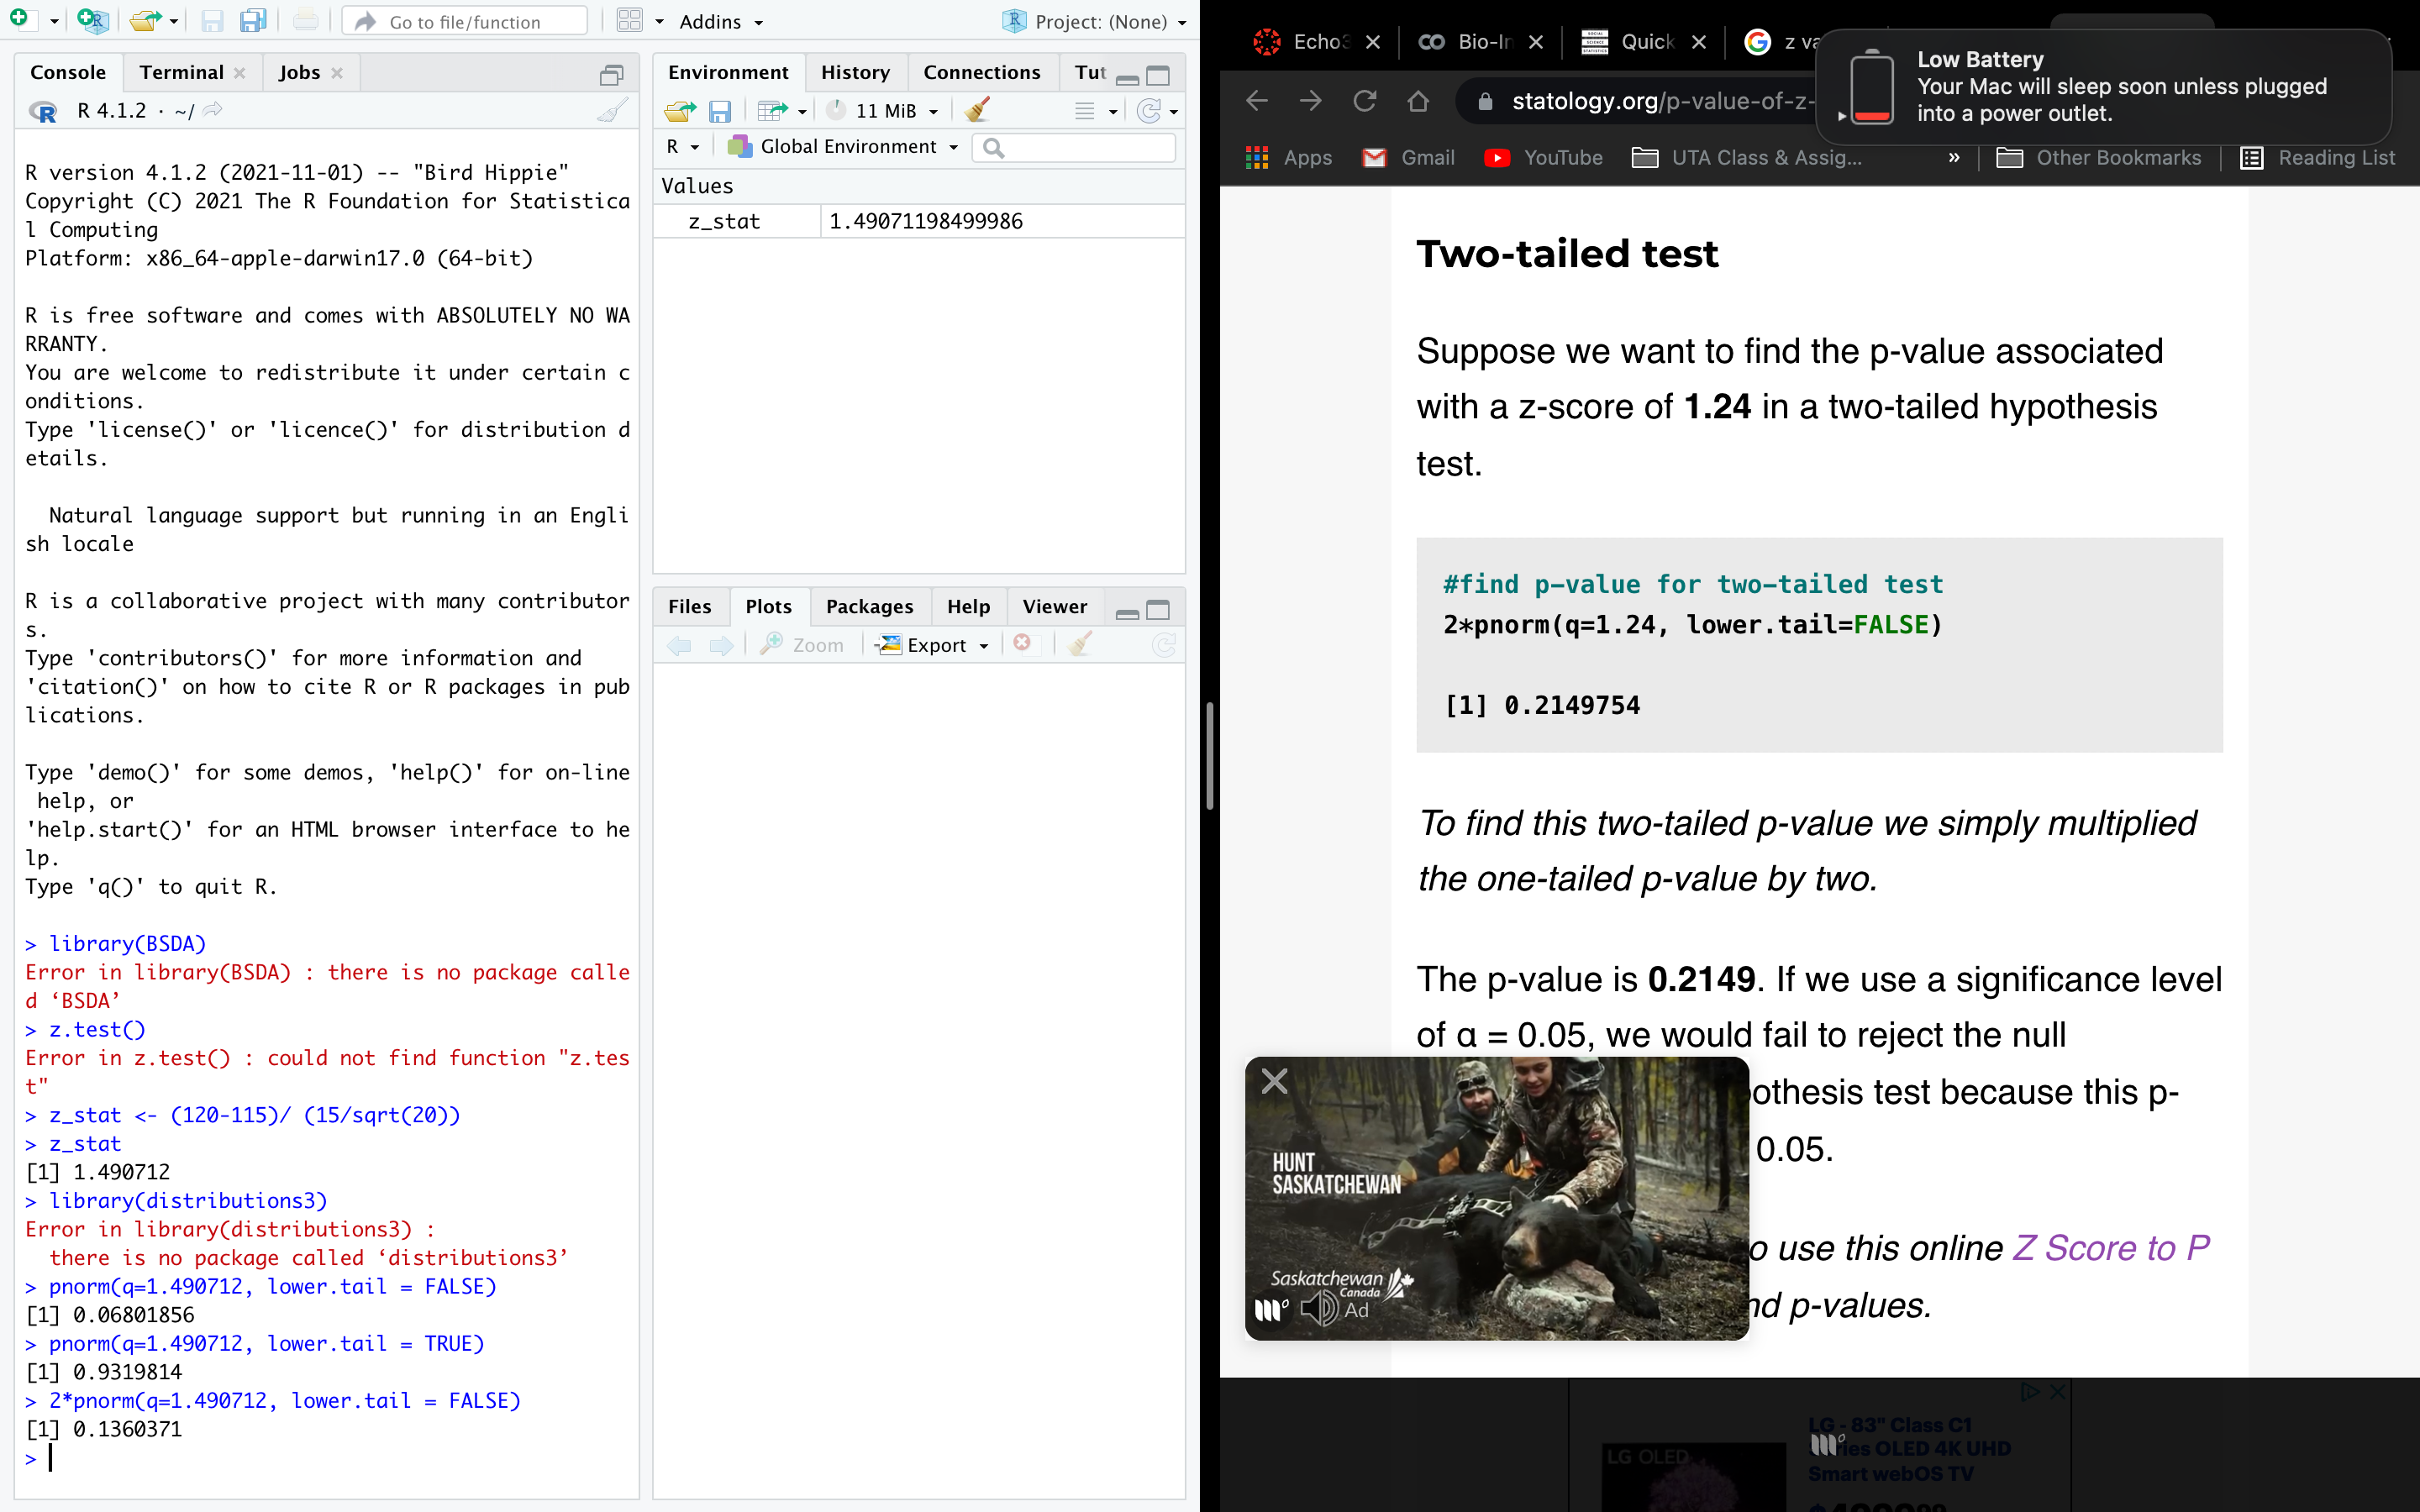 Go to file/function
Addins
Project: (None)
Console
Terminal
Jobs
R 4.1.2 · ~/
R version 4.1.2 (2021-11-01) -- "Bird Hippie"
Copyright (C) 2021 The R Foundation for Statistica
l Computing
Platform: x86_64-apple-darwin17.0 (64-bit)
R is free software and comes with ABSOLUTELY NO WA
RRANTY.
You are welcome to redistribute it under certain c
onditions.
Type 'license()' or 'licence()' for distribution d
etails.
Natural language support but running in an Engli
sh locale
R is a collaborative project with many contributor
s.
Type 'contributors()' for more information and
'citation()' on how to cite R or R packages in pub
lications.
Type 'demo()' for some demos, 'help()' for on-line
help, or
'help.start()' for an HTML browser interface to he
lp.
Type 'q()' to quit R.
> library(BSDA)
Error in library(BSDA) : there is no package calle
d ‘BSDA’
> z.test()
Error in z.test() : could not find function "z.tes
t"
> z_stat <- (120-115)/ (15/sqrt(20))
> z_stat
[1] 1.490712
> library(distributions3)
Error in library(distributions3) :
there is no package called ‘distributions3’
> pnorm(q=1.490712, lower.tail = FALSE)
[1] 0.06801856
> pnorm(q=1.490712, lower.tail = TRUE)
[1] 0.9319814
> 2*pnorm(q=1.490712, lower.tail = FALSE)
[1] 0.1360371
>
Environment
History
Connections
Tut
11 MiB
R
Global Environment
Values
z_stat 1.49071198499986
Files
Plots
Packages
Help
Viewer
Zoom
Export
Echo3
Bio-In
Quick
z va
Low Battery
Your Mac will sleep soon unless plugged
into a power outlet.
statology.org/p-value-of-z-
Apps
Gmail
YouTube
UTA Class & Assig...
»
Other Bookmarks
Reading List
Two-tailed test
Suppose we want to find the p-value associated
with a z-score of 1.24 in a two-tailed hypothesis
test.
#find p-value for two-tailed test
2*pnorm(q=1.24, lower.tail=FALSE)
[1] 0.2149754
To find this two-tailed p-value we simply multiplied
the one-tailed p-value by two.
The p-value is 0.2149. If we use a significance level
of α = 0.05, we would fail to reject the null
othesis test because this p-
0.05.
o use this online Z Score to P
nd p-values.
HUNT
SASKATCHEWAN
Saskatchewan
Canada
Ad
LG - 83" Class C1
ries OLED 4K UHD
Smart webOS TV
LG OLED